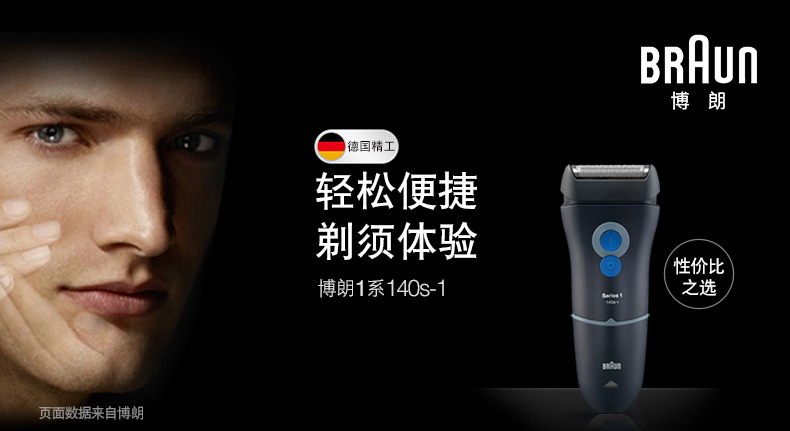 BRAUN
博朗
德国精工
轻松便捷
剃须体验
博朗1系140s-1
性价比
之选
Series 1
140s-1
BRAUN
页面数据来自博朗